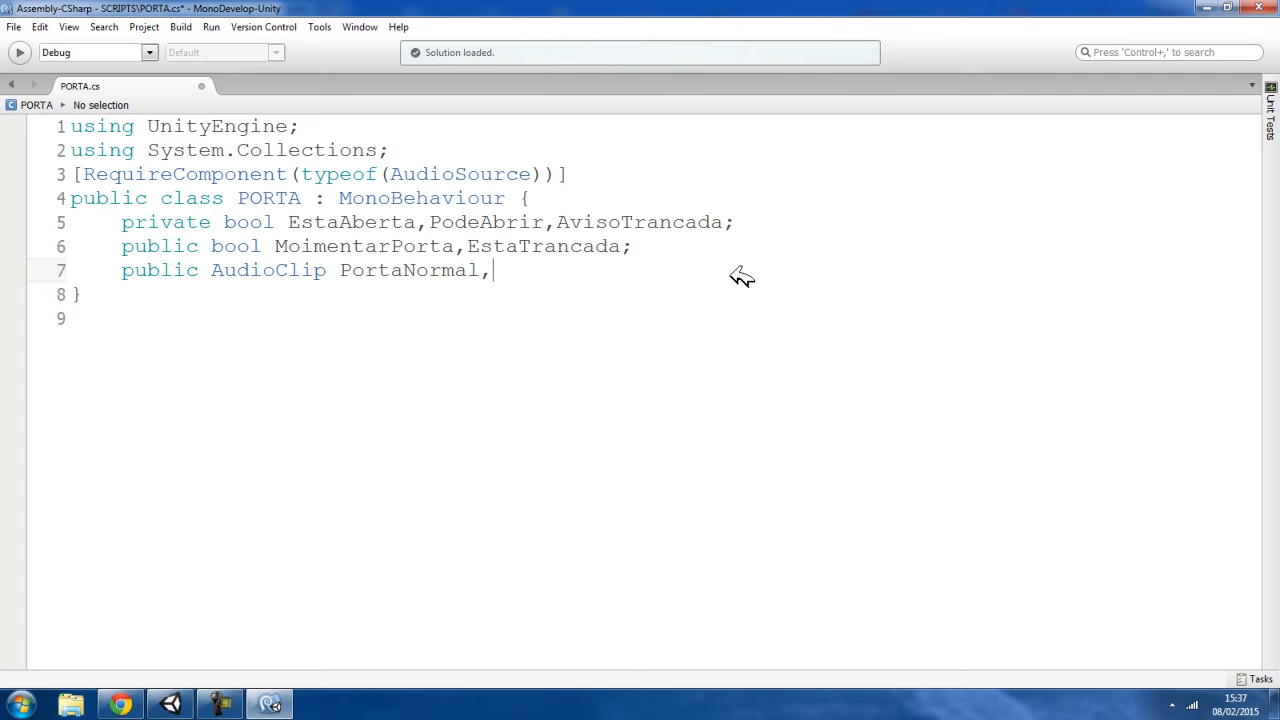 Assembly-CSharp - SCRIPTS\PORTA.cs* - MonoDevelop-Unity
File Edit View Search Project Build Run Version Control Tools Window Help
Debug Default Solution loaded. Press 'Control+,' to search
PORTA.cs
PORTA No selection
1 using UnityEngine;
2 using System.Collections;
3 [RequireComponent(typeof(AudioSource))]
4 public class PORTA : MonoBehaviour {
5 private bool EstaAberta,PodeAbrir,AvisoTrancada;
6 public bool MoimentarPorta,EstaTrancada;
7 public AudioClip PortaNormal,
8 }
9
Unit Tests
Tasks
15:37
08/02/2015